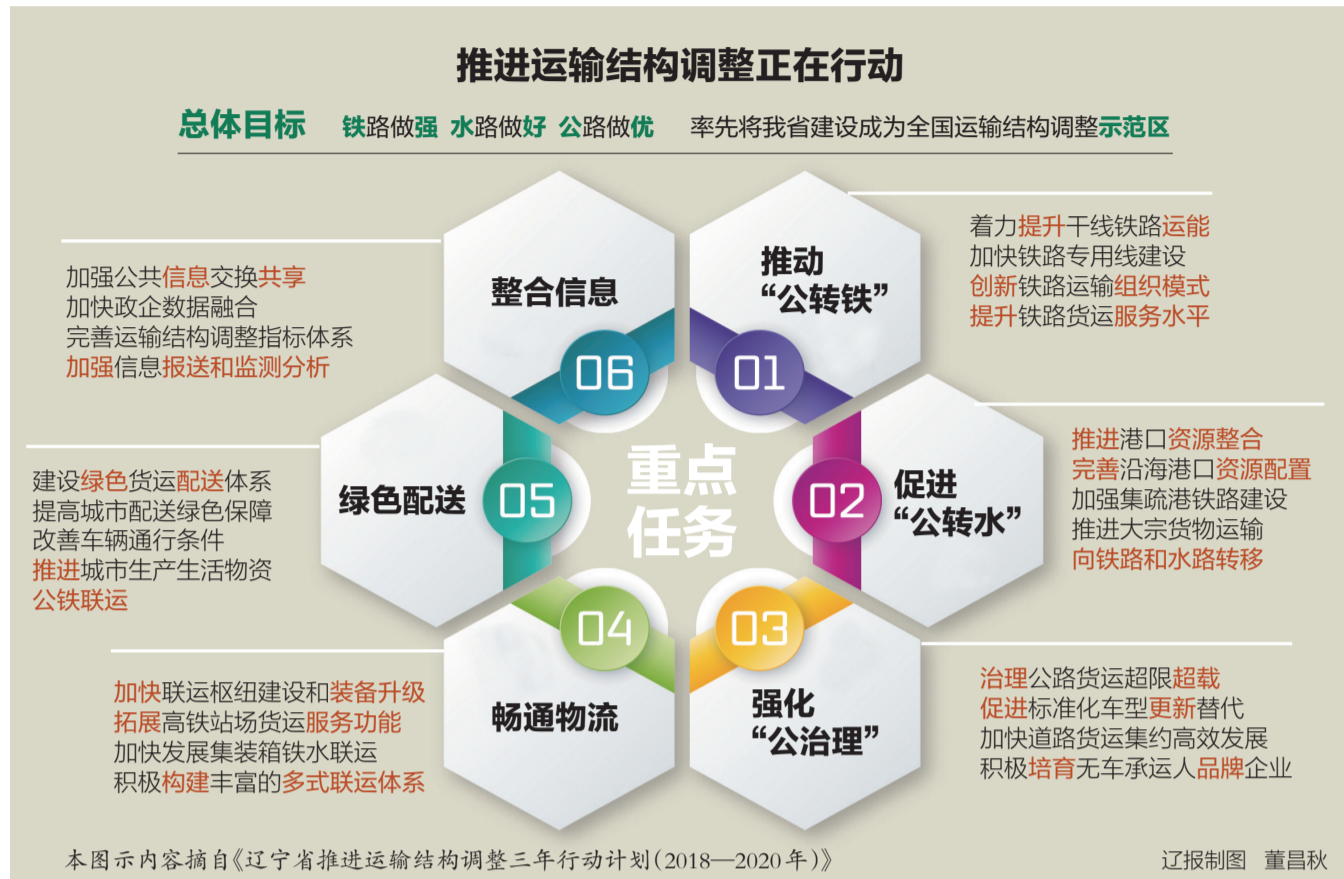 推进运输结构调整正在行动
总体目标 铁路做强 水路做好 公路做优 率先将我省建设成为全国运输结构调整示范区
重点
任务
01
推动
“公转铁”
着力提升干线铁路运能
加快铁路专用线建设
创新铁路运输组织模式
提升铁路货运服务水平
02
促进
“公转水”
推进港口资源整合
完善沿海港口资源配置
加强集疏港铁路建设
推进大宗货物运输
向铁路和水路转移
03
强化
“公治理”
治理公路货运超限超载
促进标准化车型更新替代
加快道路货运集约高效发展
积极培育无车承运人品牌企业
04
畅通物流
加快联运枢纽建设和装备升级
拓展高铁站场货运服务功能
加快发展集装箱铁水联运
积极构建丰富的多式联运体系
05
绿色配送
建设绿色货运配送体系
提高城市配送绿色保障
改善车辆通行条件
推进城市生产生活物资
公铁联运
06
整合信息
加强公共信息交换共享
加快政企数据融合
完善运输结构调整指标体系
加强信息报送和监测分析
本图示内容摘自《辽宁省推进运输结构调整三年行动计划(2018—2020年)》
辽报制图 董昌秋